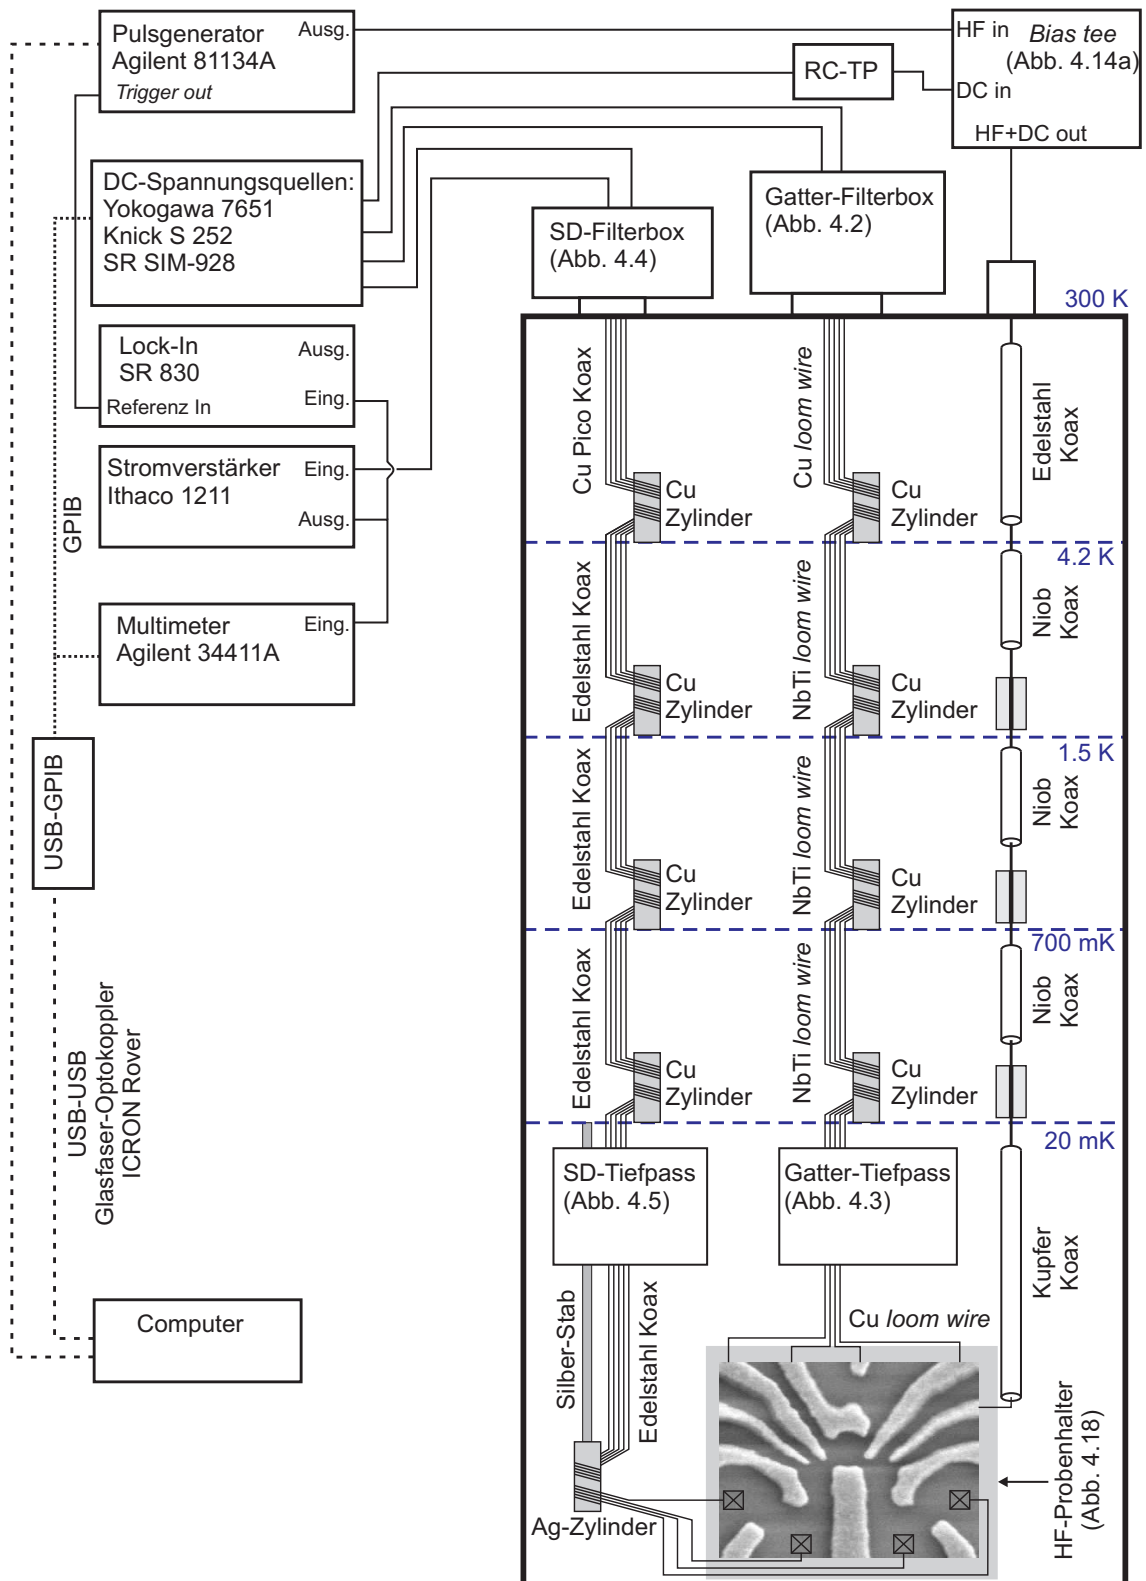 Pulsgenerator
Agilent 81134A
Ausg.
Trigger out
HF in
Bias tee
(Abb. 4.14a)
DC in
HF+DC out
RC-TP
DC-Spannungsquellen:
Yokogawa 7651
Knick S 252
SR SIM-928
SD-Filterbox
(Abb. 4.4)
Gatter-Filterbox
(Abb. 4.2)
300 K
Lock-In
SR 830
Ausg.
Eing.
Referenz In
Stromverstärker
Ithaco 1211
Eing.
Ausg.
GPIB
Multimeter
Agilent 34411A
Eing.
USB-GPIB
USB-USB
Glasfaser-Optokoppler
ICRON Rover
Computer
Cu Pico Koax
Cu
Zylinder
Cu loom wire
Cu
Zylinder
Edelstahl
Koax
4.2 K
Edelstahl Koax
Cu
Zylinder
NbTi loom wire
Cu
Zylinder
Niob
Koax
1.5 K
Edelstahl Koax
Cu
Zylinder
NbTi loom wire
Cu
Zylinder
Niob
Koax
700 mK
Edelstahl Koax
Cu
Zylinder
NbTi loom wire
Cu
Zylinder
Niob
Koax
20 mK
SD-Tiefpass
(Abb. 4.5)
Gatter-Tiefpass
(Abb. 4.3)
Kupfer
Koax
Silber-Stab
Edelstahl Koax
Cu loom wire
Ag-Zylinder
HF-Probenhalter
(Abb. 4.18)